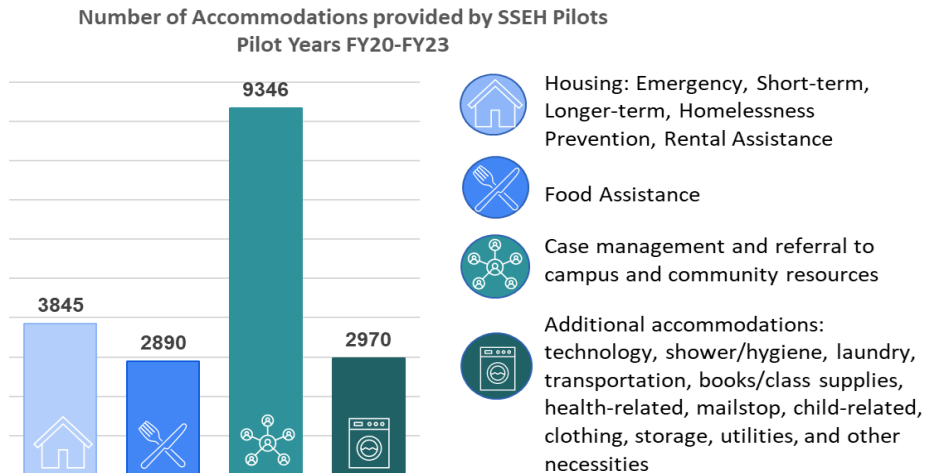 Number of Accommodations provided by SSEH Pilots
Pilot Years FY20-FY23
9346
3845
2890
2970
Housing: Emergency, Short-term,
Longer-term, Homelessness
Prevention, Rental Assistance
Food Assistance
Case management and referral to
campus and community resources
Additional accommodations:
technology, shower/hygiene, laundry,
transportation, books/class supplies,
health-related, mailstop, child-related,
clothing, storage, utilities, and other
necessities